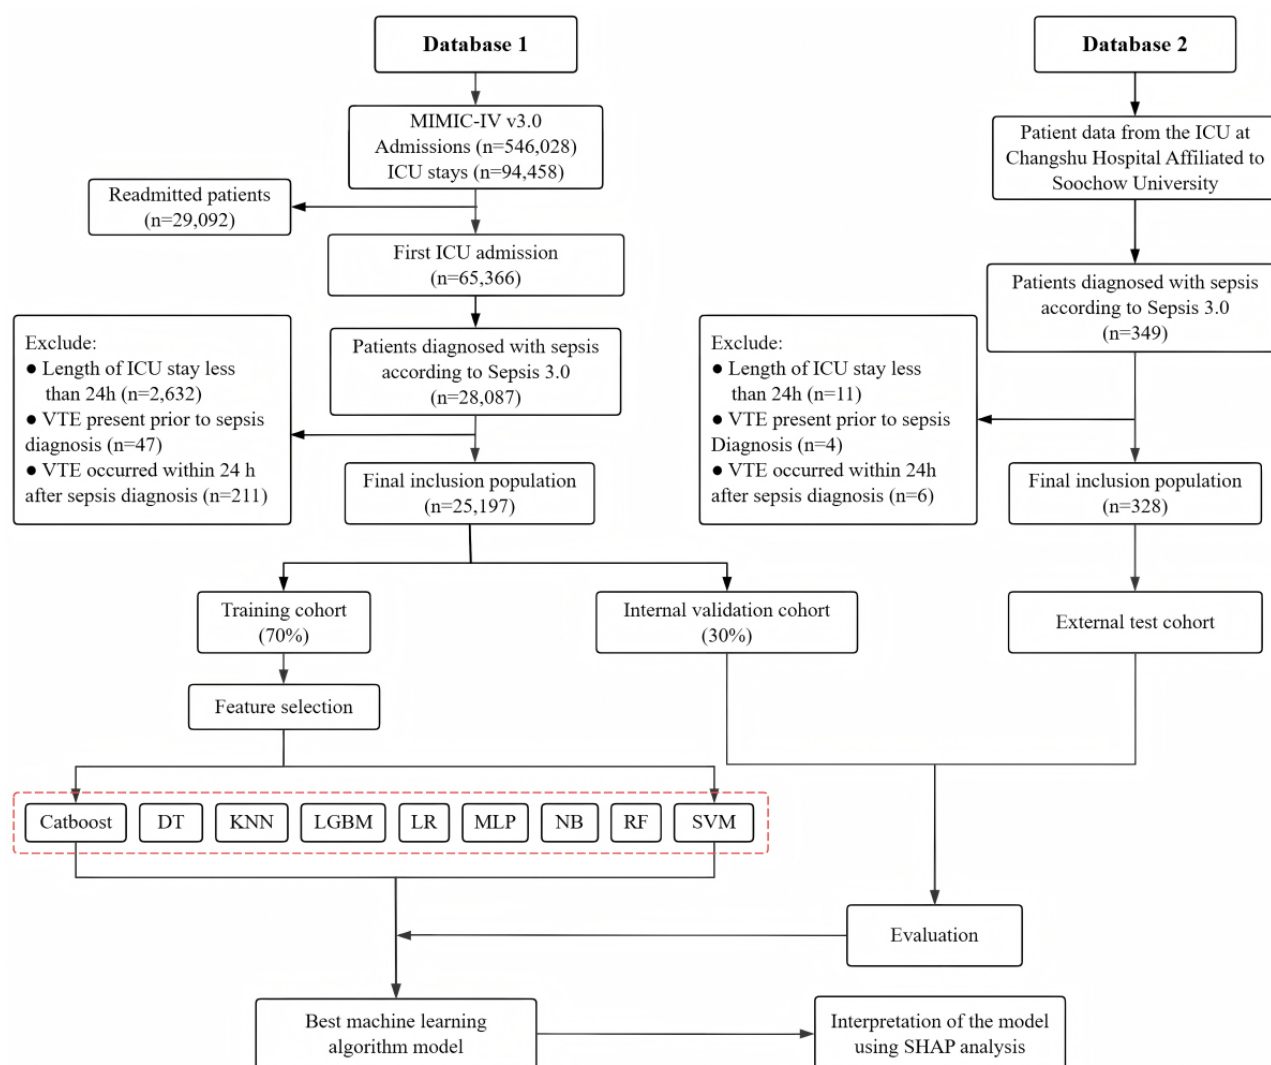 Database 1
MIMIC-IV v3.0
Admissions (n=546,028)
ICU stays (n=94,458)
Readmitted patients
(n=29,092)
First ICU admission
(n=65,366)
Exclude:
● Length of ICU stay less
than 24h (n=2,632)
● VTE present prior to sepsis
diagnosis (n=47)
● VTE occurred within 24 h
after sepsis diagnosis (n=211)
Patients diagnosed with sepsis
according to Sepsis 3.0
(n=28,087)
Final inclusion population
(n=25,197)
Database 2
Patient data from the ICU at
Changshu Hospital Affiliated to
Soochow University
Patients diagnosed with sepsis
according to Sepsis 3.0
(n=349)
Exclude:
● Length of ICU stay less
than 24h (n=11)
● VTE present prior to sepsis
Diagnosis (n=4)
● VTE occurred within 24h
after sepsis diagnosis (n=6)
Final inclusion population
(n=328)
Training cohort
(70%)
Internal validation cohort
(30%)
External test cohort
Feature selection
Catboost
DT
KNN
LGBM
LR
MLP
NB
RF
SVM
Evaluation
Best machine learning
algorithm model
Interpretation of the model
using SHAP analysis